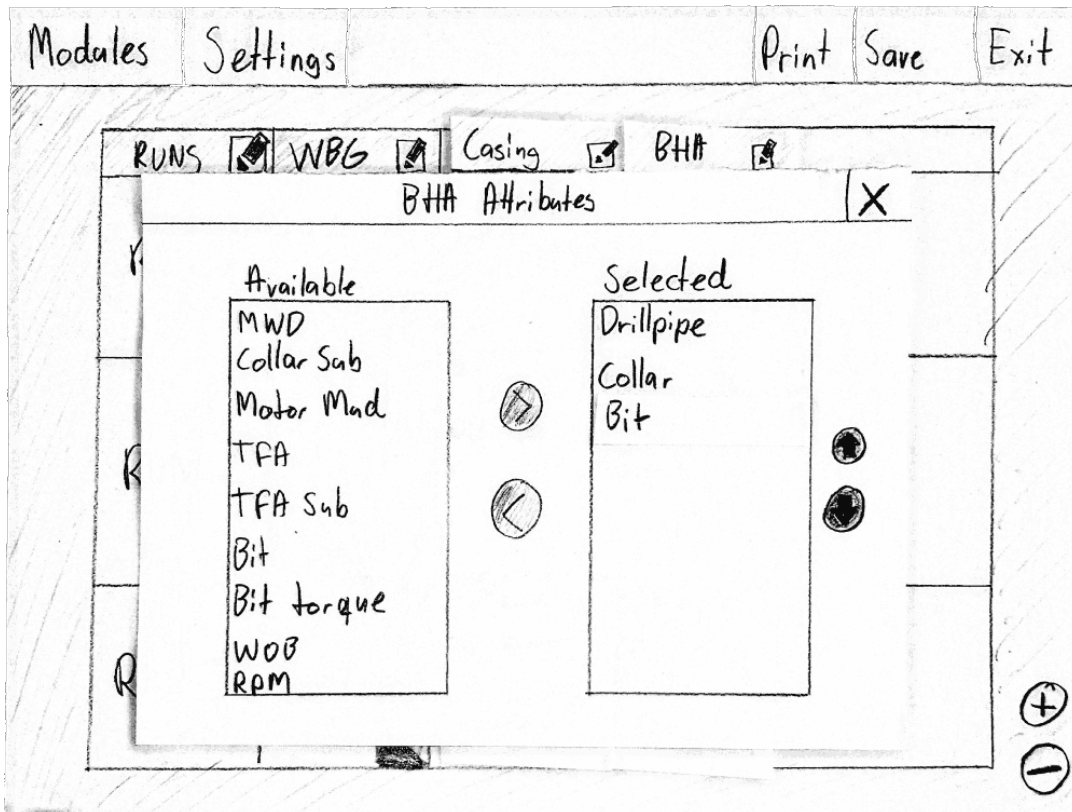 Modules Settings Print Save Exit
RUNS WBG Casing BHA
BHA Attributes X
Available
MWD
Collar Sub
Motor Mud
TFA
TFA Sub
Bit
Bit torque
WOB
RPM
Selected
Drillpipe
Collar
Bit
R
R